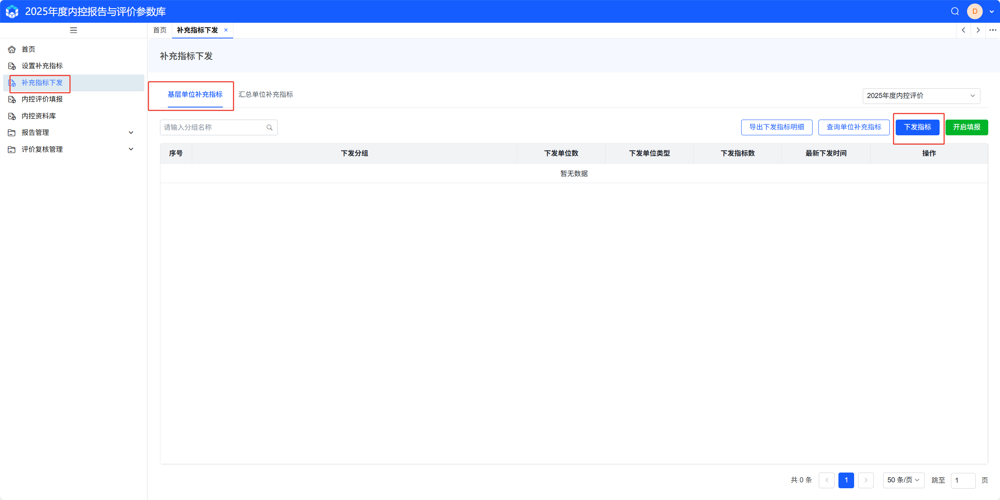 2025年度内控报告与评价参数库
D
首页
补充指标下发 ×
首页
设置补充指标
补充指标下发
内控评价填报
内控资料库
报告管理
评价复核管理
补充指标下发
基层单位补充指标 汇总单位补充指标
2025年度内控评价
请输入分组名称
导出下发指标明细 查询单位补充指标 下发指标 开启填报
序号 下发分组 下发单位数 下发单位类型 下发指标数 最新下发时间 操作
暂无数据
共 0 条 1 50 条/页 跳至 1 页